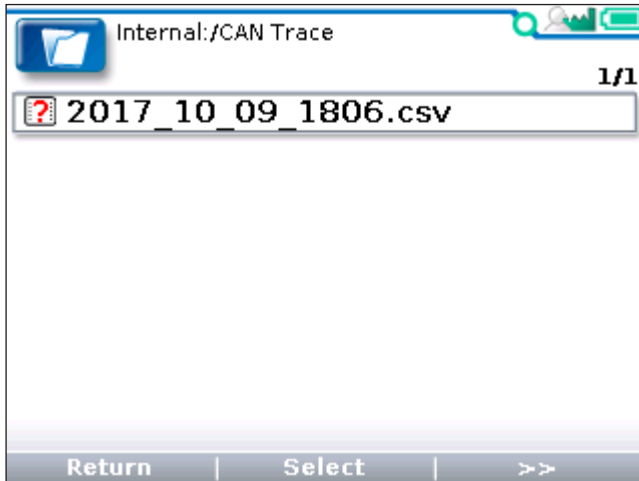 Internal:/CAN Trace
1/1
? 2017_10_09_1806.csv
Return | Select | >>